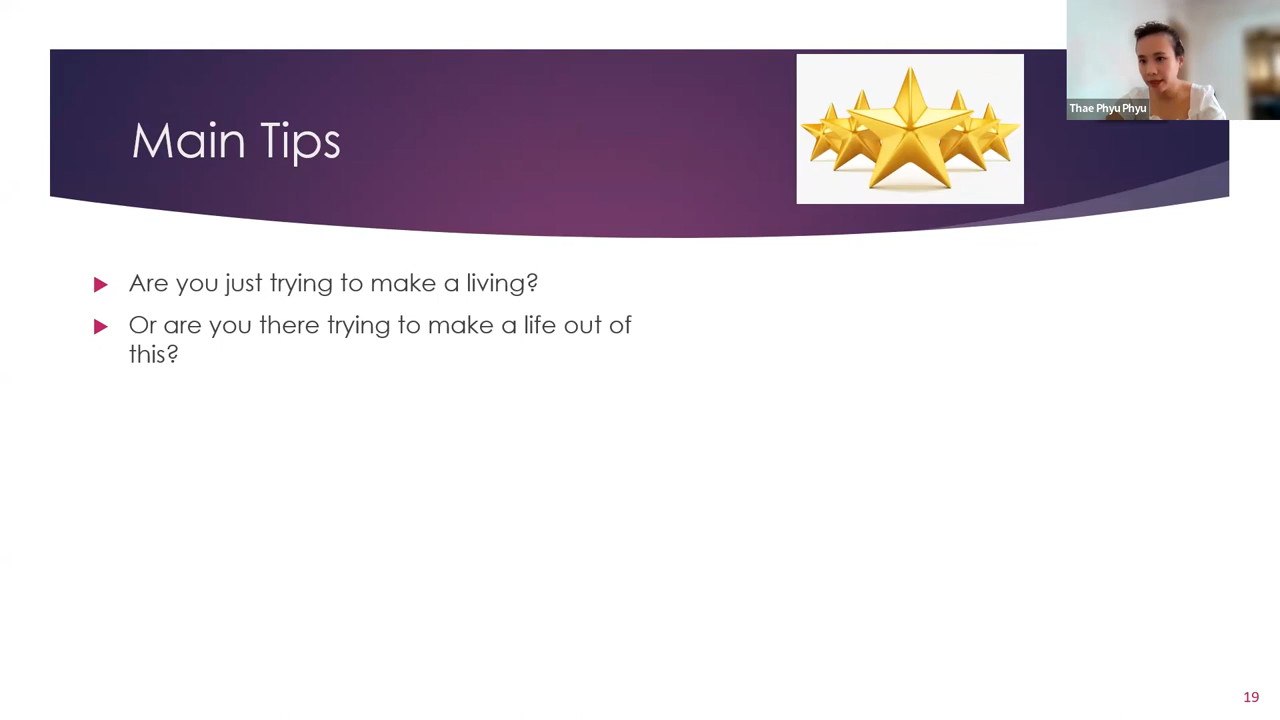 Main Tips
Thae Phyu Phyu
Are you just trying to make a living?
Or are you there trying to make a life out of
this?
19